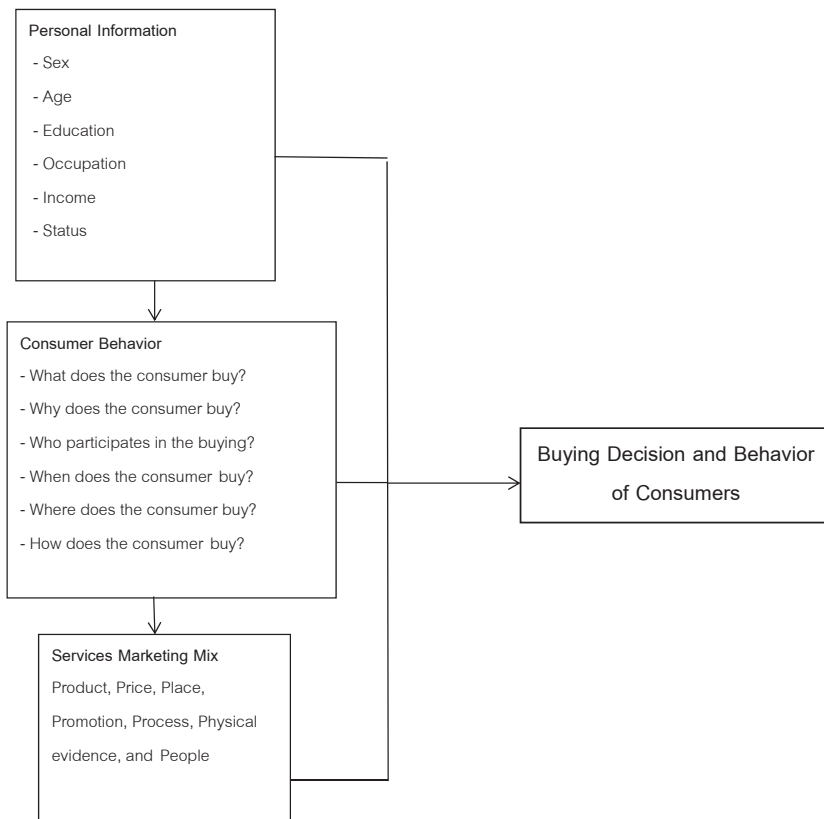 Personal Information
- Sex
- Age
- Education
- Occupation
- Income
- Status
Consumer Behavior
- What does the consumer buy?
- Why does the consumer buy?
- Who participates in the buying?
- When does the consumer buy?
- Where does the consumer buy?
- How does the consumer buy?
Buying Decision and Behavior
of Consumers
Services Marketing Mix
Product, Price, Place,
Promotion, Process, Physical
evidence, and People